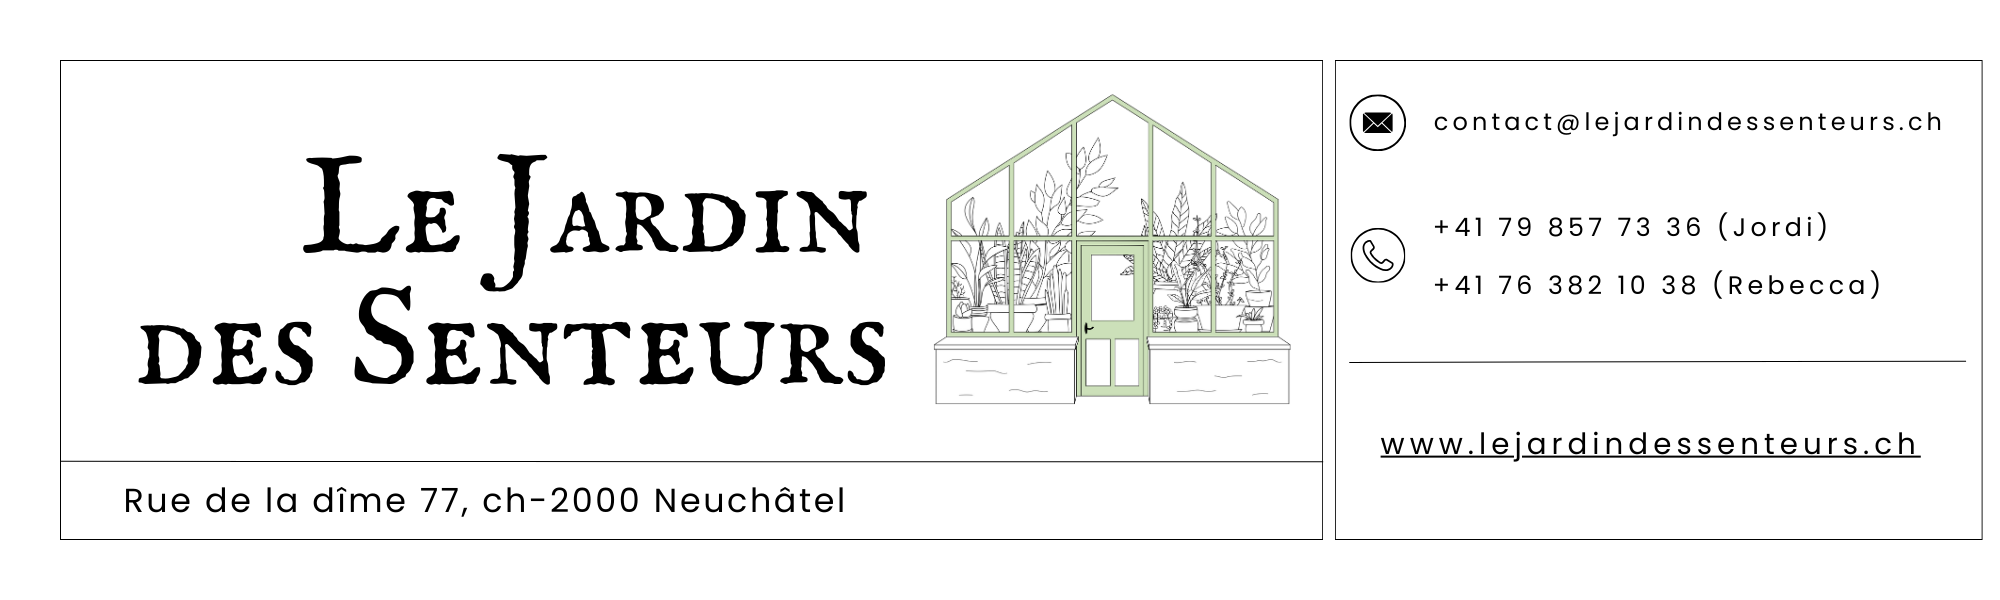 Le Jardin
des Senteurs
Rue de la dîme 77, ch-2000 Neuchâtel
contact@lejardindessenteurs.ch
+41 79 857 73 36 (Jordi)
+41 76 382 10 38 (Rebecca)
www.lejardindessenteurs.ch